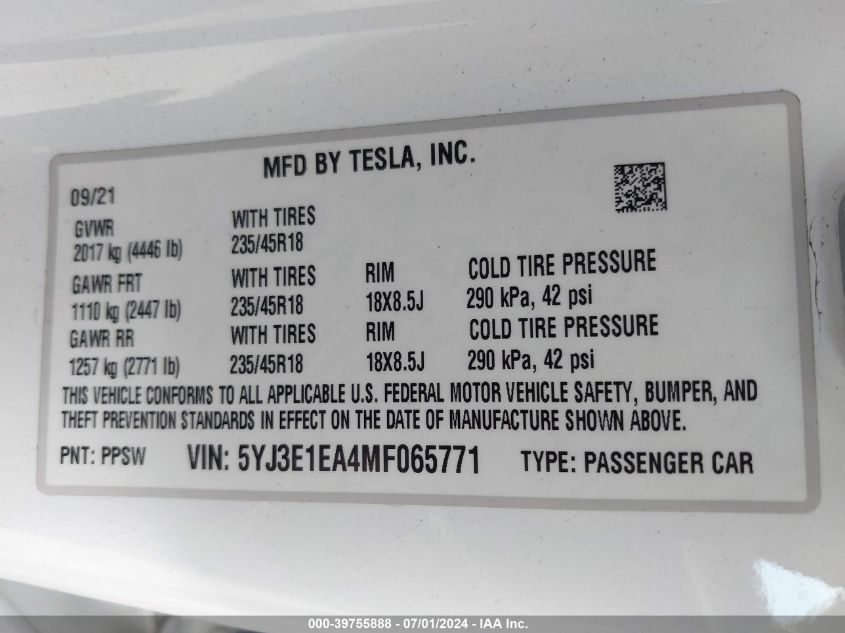 MFD BY TESLA, INC.
09/21
GVWR WITH TIRES
2017 kg (4446 lb) 235/45R18
GAWR FRT WITH TIRES RIM COLD TIRE PRESSURE
1110 kg (2447 lb) 235/45R18 18X8.5J 290 kPa, 42 psi
GAWR RR WITH TIRES RIM COLD TIRE PRESSURE
1257 kg (2771 lb) 235/45R18 18X8.5J 290 kPa, 42 psi
THIS VEHICLE CONFORMS TO ALL APPLICABLE U.S. FEDERAL MOTOR VEHICLE SAFETY, BUMPER, AND
THEFT PREVENTION STANDARDS IN EFFECT ON THE DATE OF MANUFACTURE SHOWN ABOVE.
PNT: PPSW VIN: 5YJ3E1EA4MF065771 TYPE: PASSENGER CAR
000-39755888 - 07/01/2024 - IAA Inc.